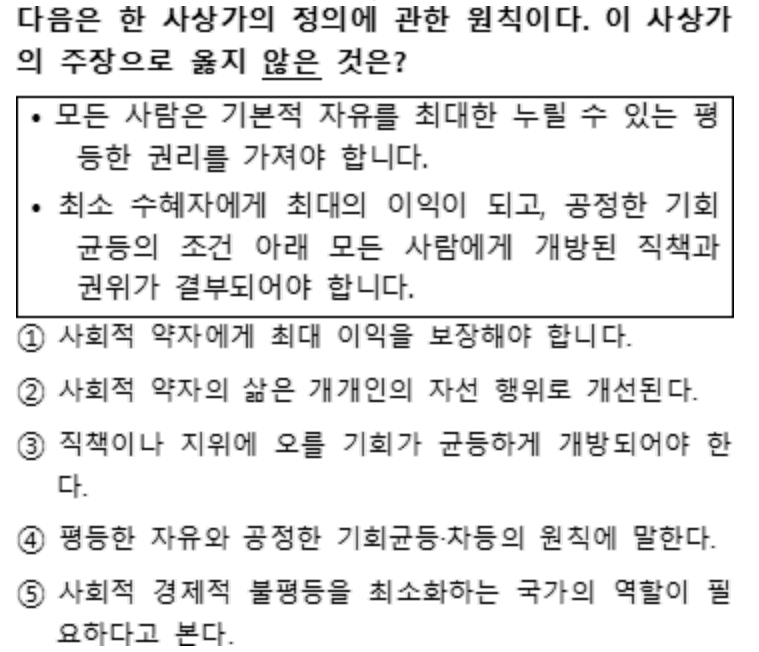 다음은 한 사상가의 정의에 관한 원칙이다. 이 사상가
의 주장으로 옳지 않은 것은?
• 모든 사람은 기본적 자유를 최대한 누릴 수 있는 평
등한 권리를 가져야 합니다.
• 최소 수혜자에게 최대의 이익이 되고, 공정한 기회
균등의 조건 아래 모든 사람에게 개방된 직책과
권위가 결부되어야 합니다.
① 사회적 약자에게 최대 이익을 보장해야 합니다.
② 사회적 약자의 삶은 개개인의 자선 행위로 개선된다.
③ 직책이나 지위에 오를 기회가 균등하게 개방되어야 한
다.
④ 평등한 자유와 공정한 기회균등·차등의 원칙에 말한다.
⑤ 사회적 경제적 불평등을 최소화하는 국가의 역할이 필
요하다고 본다.